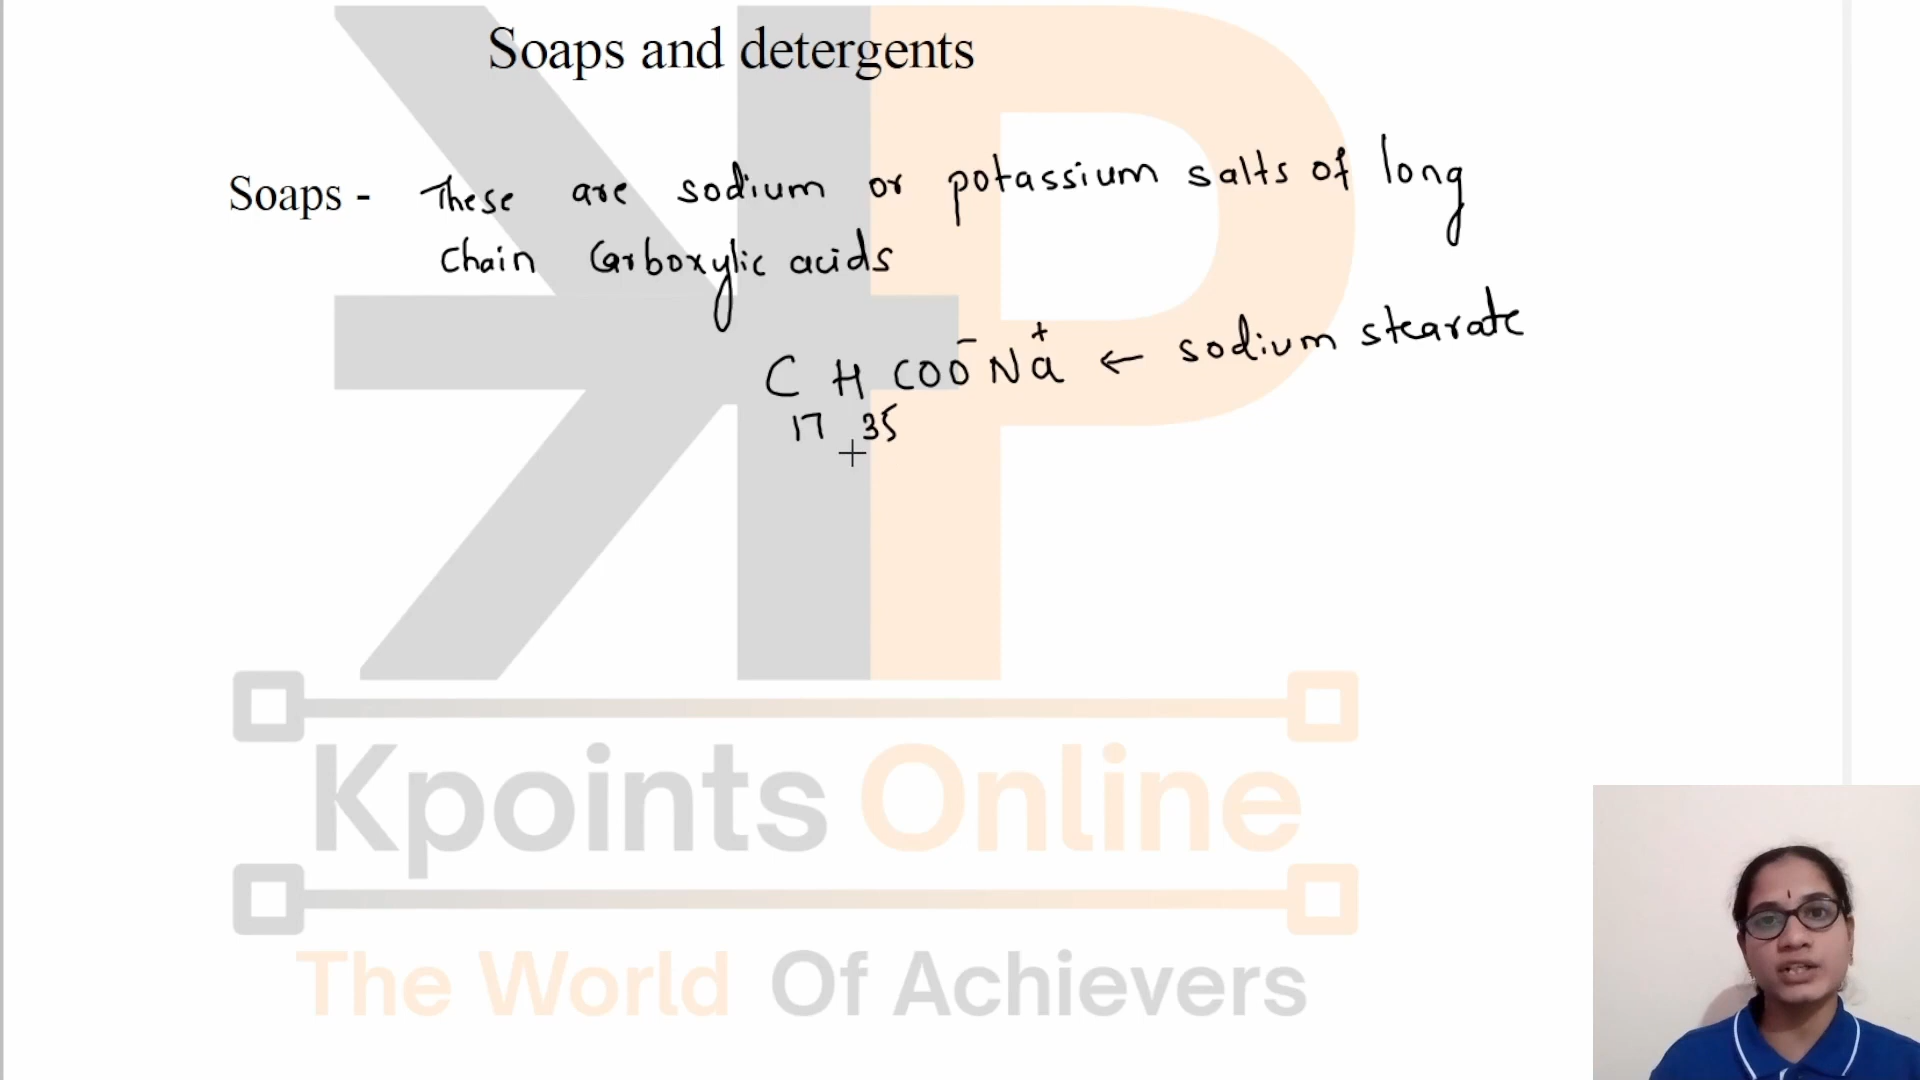 Soaps and detergents
Soaps - These are sodium or potassium salts of long
chain Carboxylic acids
C₁₇H₃₅COO⁻Na⁺ ← sodium stearate
KP
Kpoints Online
The World Of Achievers